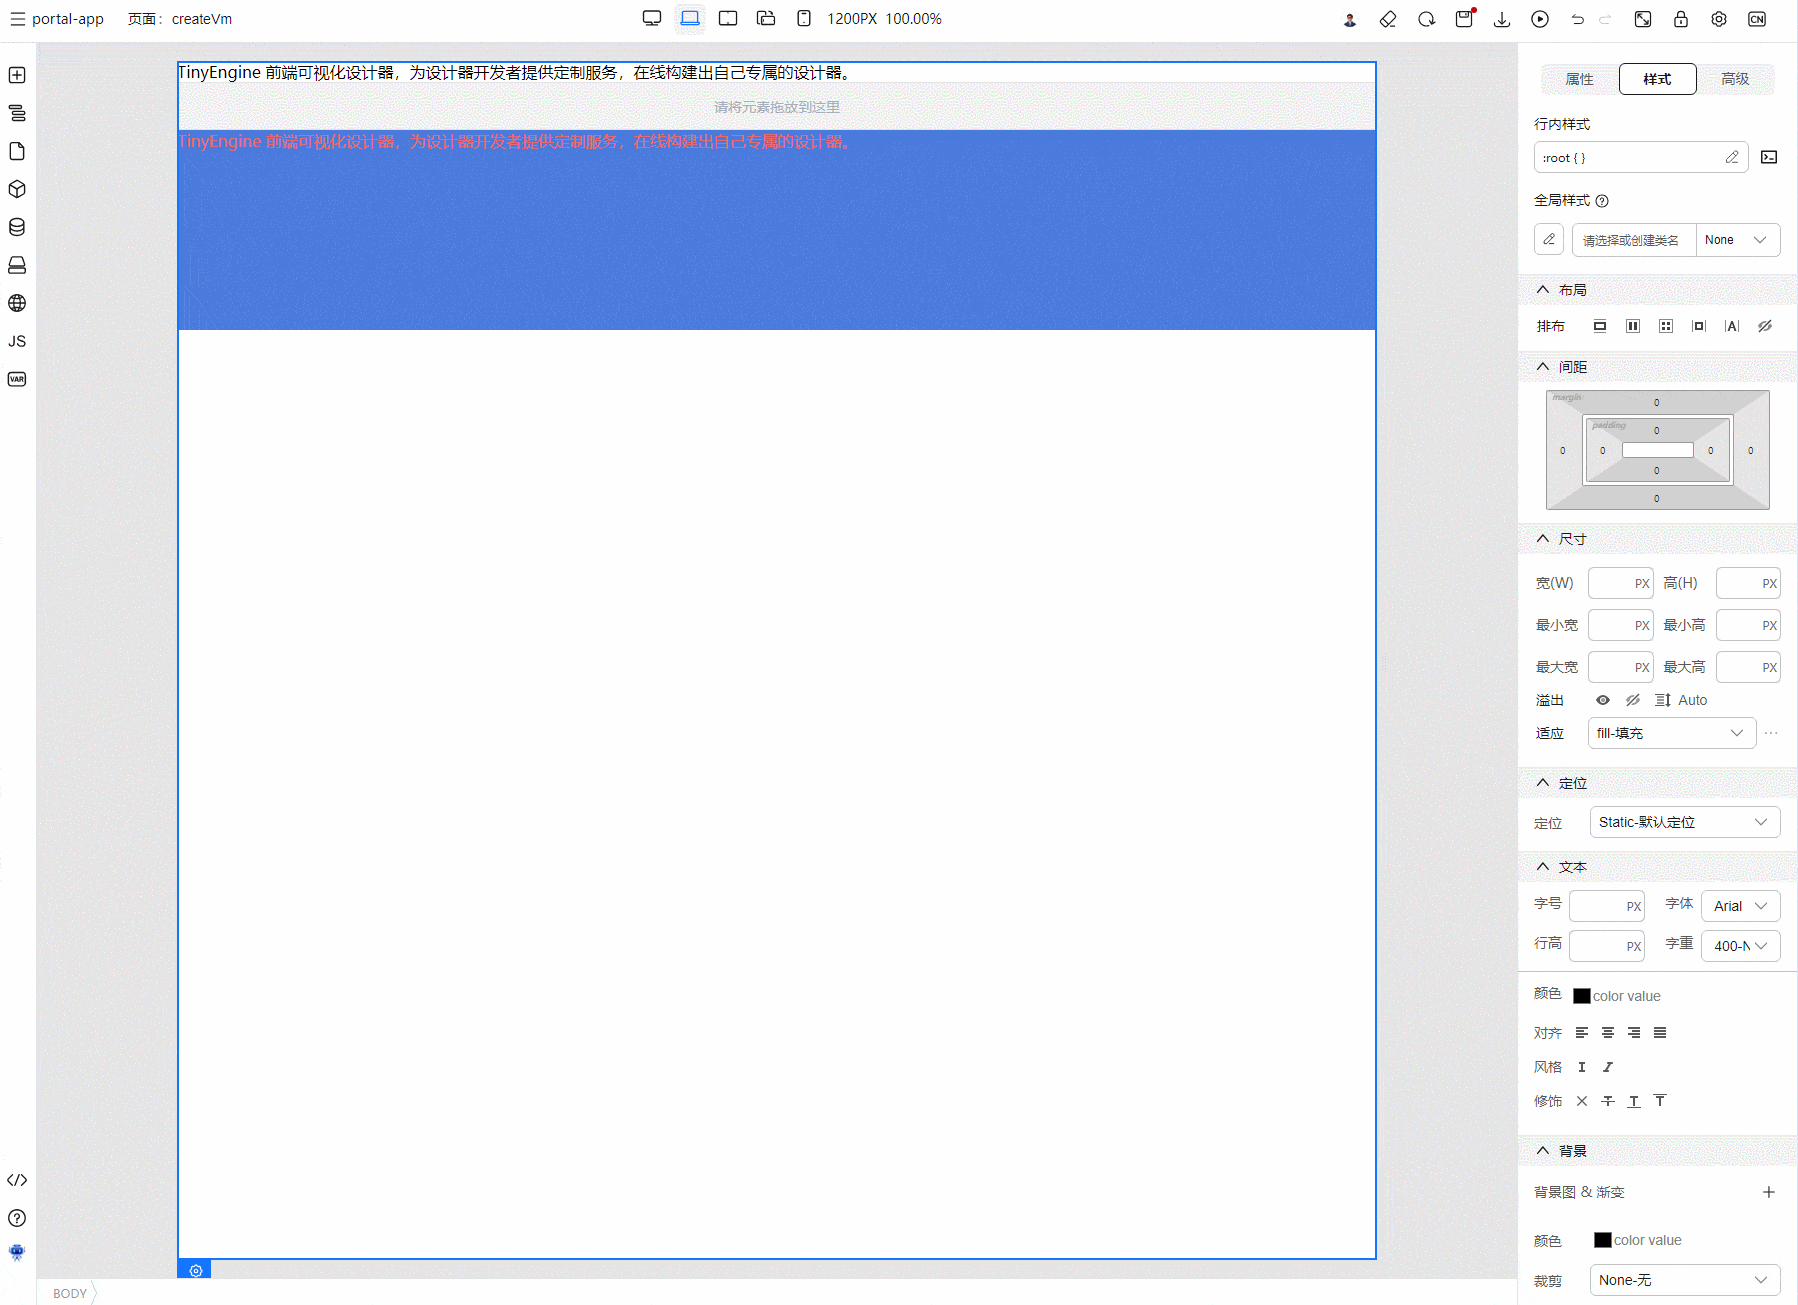 portal-app 页面：createVm 1200PX 100.00% CN
TinyEngine 前端可视化设计器，为设计器开发者提供定制服务，在线构建出自己专属的设计器。
请将元素拖放到这里
TinyEngine 前端可视化设计器，为设计器开发者提供定制服务，在线构建出自己专属的设计器。
JS
VAR
BODY
属性 样式 高级
行内样式
:root { }
全局样式
请选择或创建类名 None
布局
排布 A
间距
margin 0
padding 0
0 0 0 0
0
0
尺寸
宽(W) PX 高(H) PX
最小宽 PX 最小高 PX
最大宽 PX 最大高 PX
溢出 Auto
适应 fill-填充 ...
定位
定位 Static-默认定位
文本
字号 PX 字体 Arial
行高 PX 字重 400-N
颜色 color value
对齐
风格
修饰
背景
背景图 & 渐变
颜色 color value
裁剪 None-无